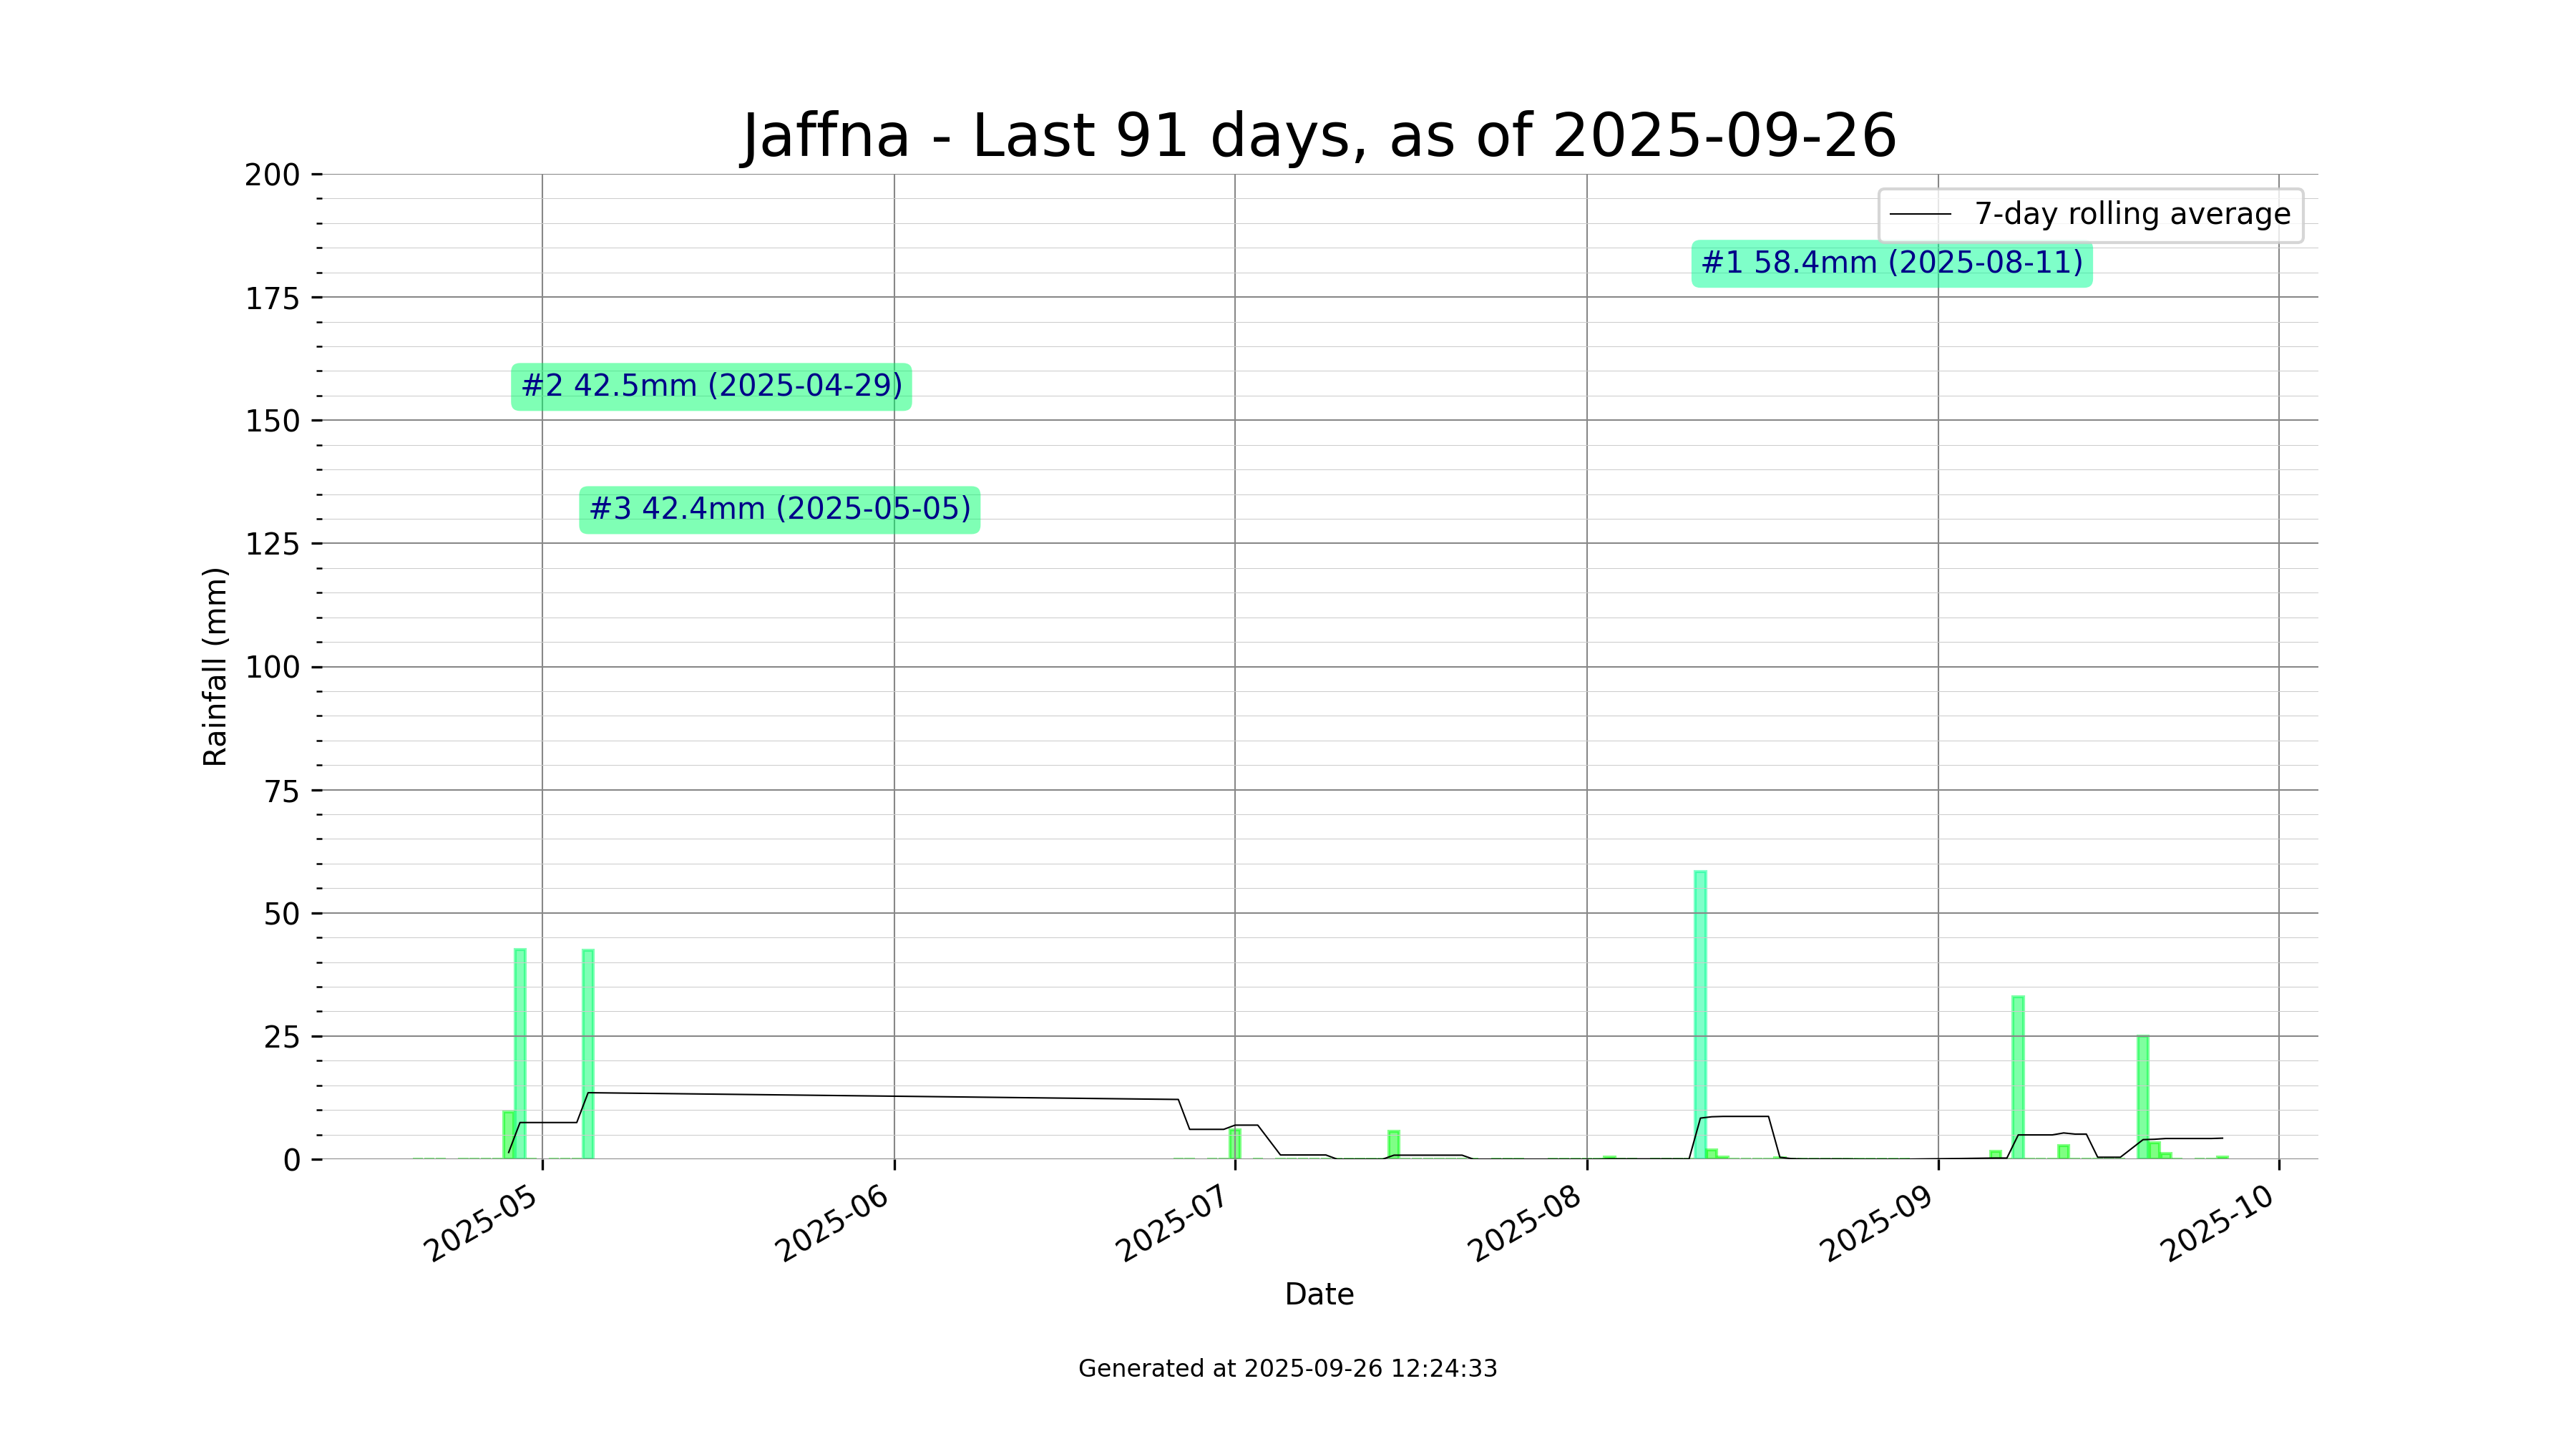 Jaffna - Last 91 days, as of 2025-09-26
200
175
150
125
100
75
50
25
0
Rainfall (mm)
7-day rolling average
#1 58.4mm (2025-08-11)
#2 42.5mm (2025-04-29)
#3 42.4mm (2025-05-05)
2025-05
2025-06
2025-07
2025-08
2025-09
2025-10
Date
Generated at 2025-09-26 12:24:33